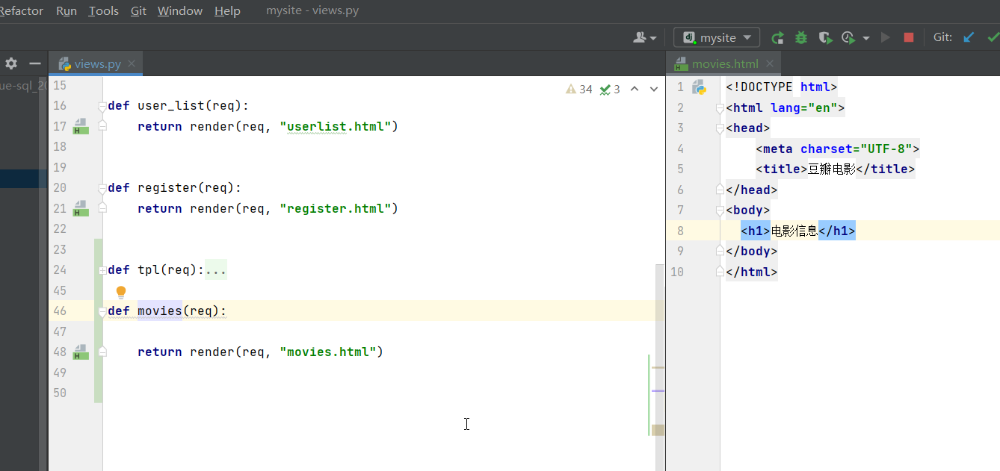 Refactor Run Tools Git Window Help mysite - views.py
mysite Git:
views.py movies.html
ue-sql_20
34 3
15
16 def user_list(req):
17 return render(req, "userlist.html")
18
19
20 def register(req):
21 return render(req, "register.html")
22
23
24 def tpl(req):...
45
46 def movies(req):
47
48 return render(req, "movies.html")
49
50
1 <!DOCTYPE html>
2 <html lang="en">
3 <head>
4 <meta charset="UTF-8">
5 <title>豆瓣电影</title>
6 </head>
7 <body>
8 <h1>电影信息</h1>
9 </body>
10 </html>